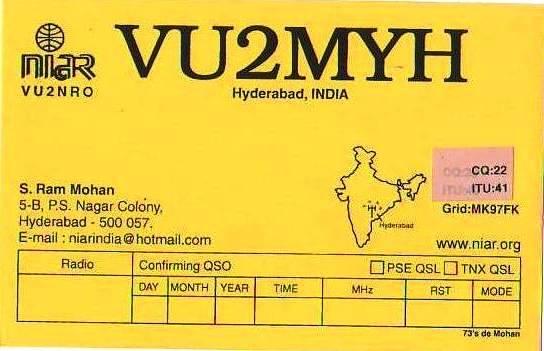 niar
VU2NRO
VU2MYH
Hyderabad, INDIA
CQ:22
ITU:41
Grid:MK97FK
Hyderabad
S. Ram Mohan
5-B, P.S. Nagar Colony,
Hyderabad - 500 057.
E-mail : niarindia@hotmail.com
www.niar.org
Radio Confirming QSO PSE QSL TNX QSL
DAY MONTH YEAR TIME MHz RST MODE
73's de Mohan